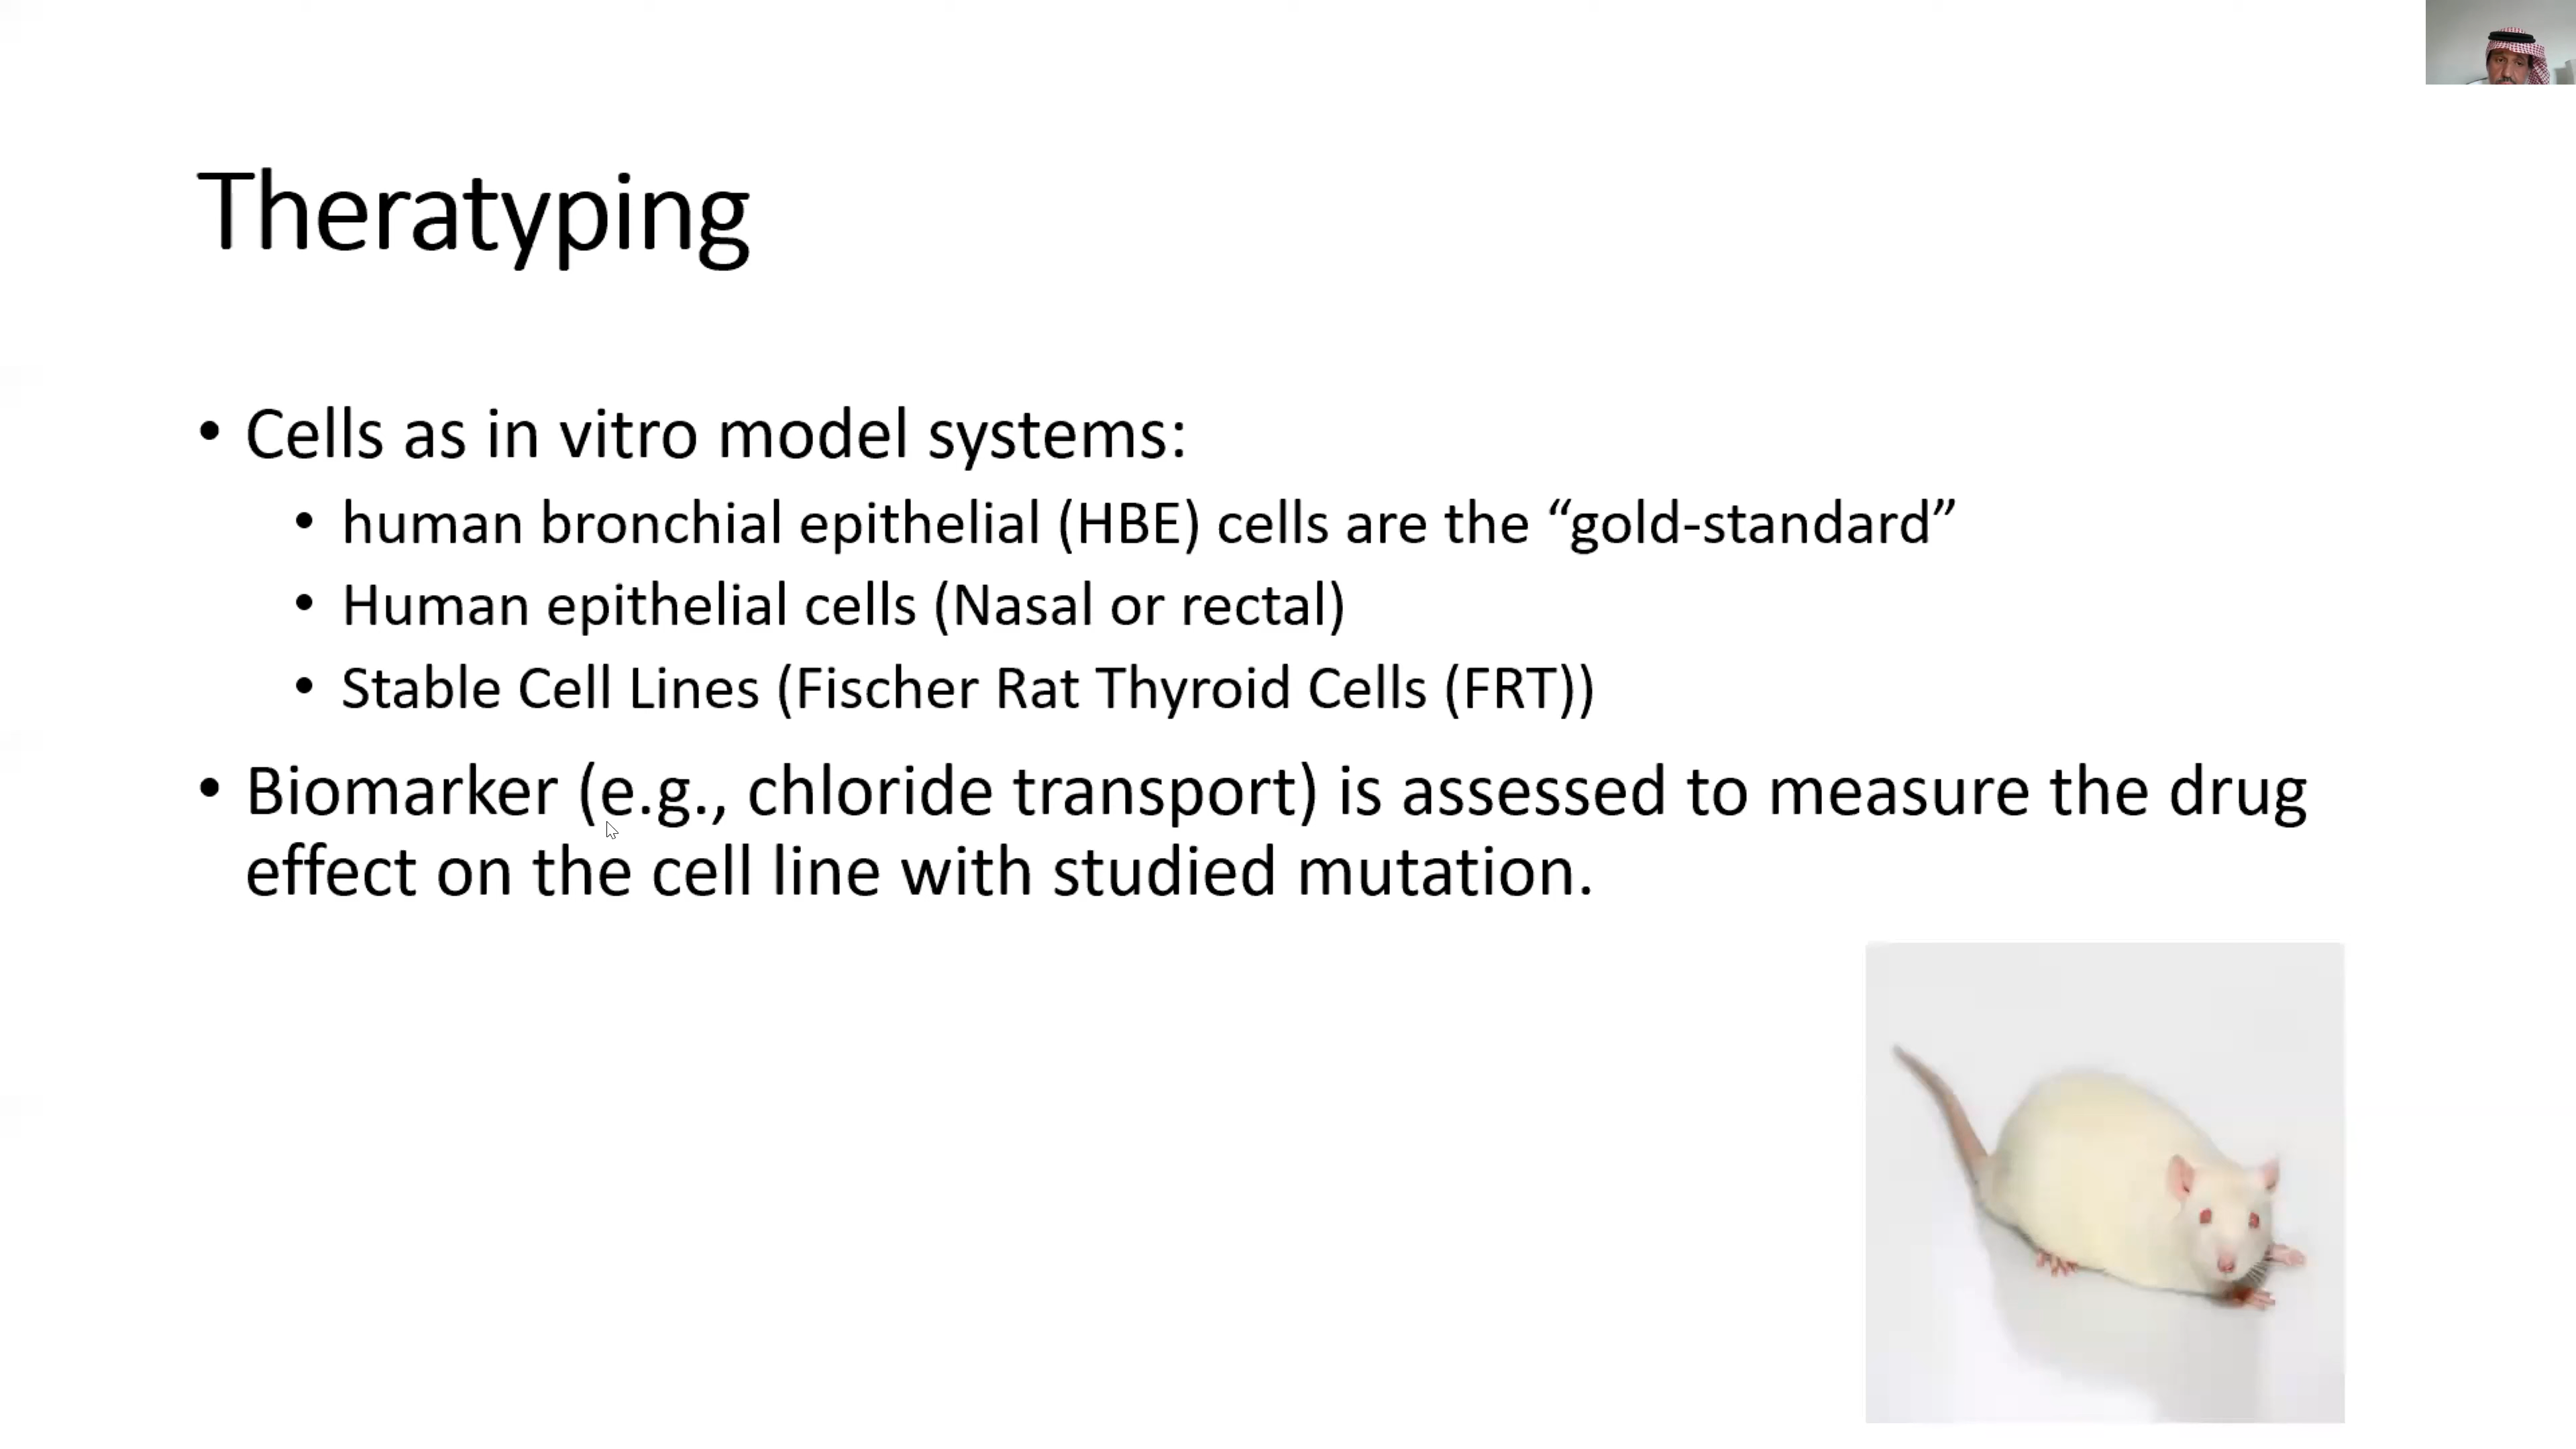 Theratyping
• Cells as in vitro model systems:
• human bronchial epithelial (HBE) cells are the “gold-standard”
• Human epithelial cells (Nasal or rectal)
• Stable Cell Lines (Fischer Rat Thyroid Cells (FRT))
• Biomarker (e.g., chloride transport) is assessed to measure the drug
effect on the cell line with studied mutation.